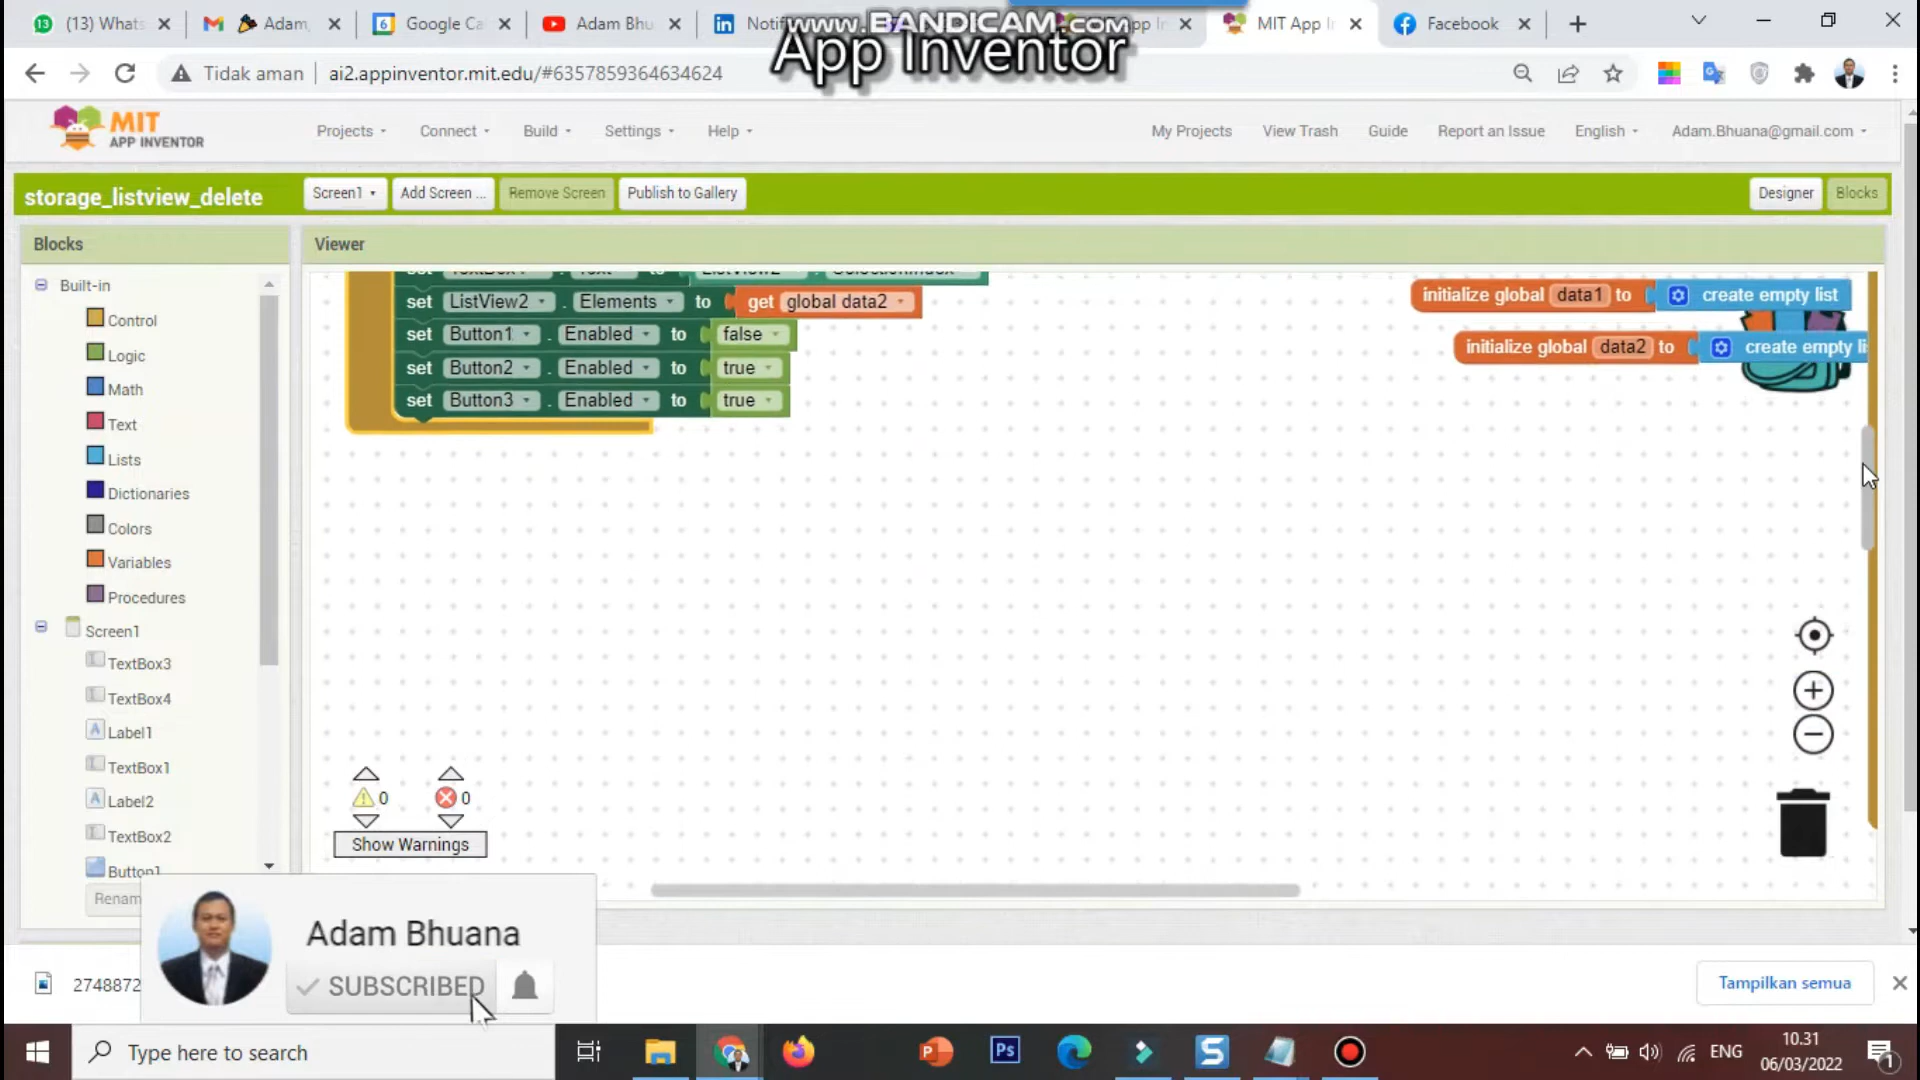 (13) Whats
Adam,
Google Ca
Adam Bhu
Notif
MIT App In
Facebook
www.BANDICAM.com
App Inventor
Tidak aman
ai2.appinventor.mit.edu/#6357859364634624
MIT
APP INVENTOR
Projects
Connect
Build
Settings
Help
My Projects
View Trash
Guide
Report an Issue
English
Adam.Bhuana@gmail.com
storage_listview_delete
Screen1
Add Screen ...
Remove Screen
Publish to Gallery
Designer
Blocks
Blocks
Viewer
Built-in
Control
Logic
Math
Text
Lists
Dictionaries
Colors
Variables
Procedures
Screen1
TextBox3
TextBox4
Label1
TextBox1
Label2
TextBox2
Button1
Renam
set ListView2 . Elements to get global data2
set Button1 . Enabled to false
set Button2 . Enabled to true
set Button3 . Enabled to true
initialize global data1 to create empty list
initialize global data2 to create empty li
0
0
Show Warnings
Adam Bhuana
SUBSCRIBED
2748872
Tampilkan semua
Type here to search
ENG
10.31
06/03/2022
1